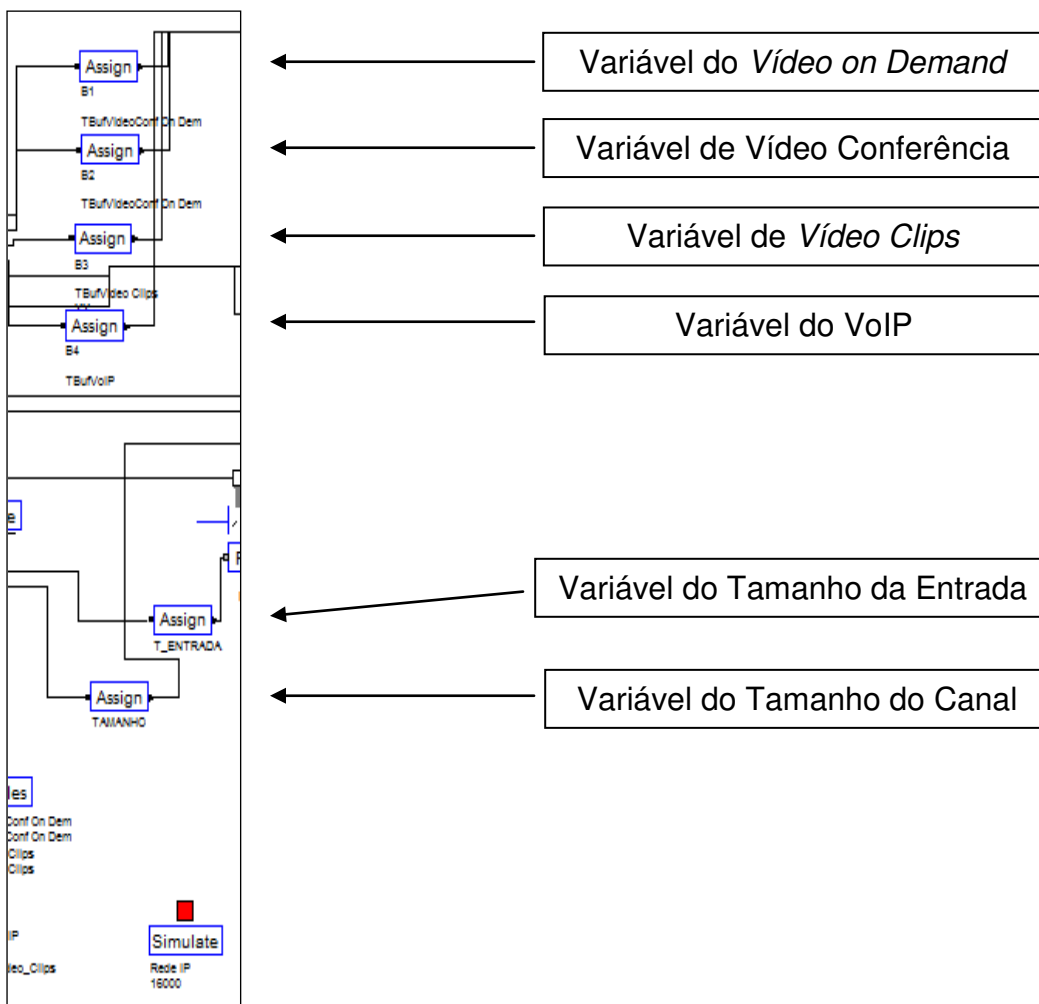 Assign
B1
TBufVideoConf On Dem
Variável do Vídeo on Demand
Assign
B2
TBufVideoConf On Dem
Variável de Vídeo Conferência
Assign
B3
TBufVideo Clips
Variável de Vídeo Clips
Assign
B4
TBufVoIP
Variável do VoIP
e
Assign
T_ENTRADA
Variável do Tamanho da Entrada
Assign
TAMANHO
Variável do Tamanho do Canal
les
Conf On Dem
Conf On Dem
Clips
Clips
IP
Simulate
Rede IP
16000
deo_Clips